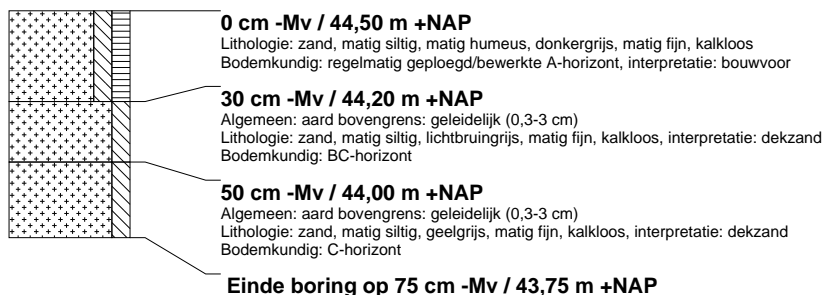 0 cm -Mv / 44,50 m +NAP
Lithologie: zand, matig siltig, matig humeus, donkergrijs, matig fijn, kalkloos
Bodemkundig: regelmatig geploegd/bewerkte A-horizont, interpretatie: bouwvoor
30 cm -Mv / 44,20 m +NAP
Algemeen: aard bovengrens: geleidelijk (0,3-3 cm)
Lithologie: zand, matig siltig, lichtbruingrijs, matig fijn, kalkloos, interpretatie: dekzand
Bodemkundig: BC-horizont
50 cm -Mv / 44,00 m +NAP
Algemeen: aard bovengrens: geleidelijk (0,3-3 cm)
Lithologie: zand, matig siltig, geelgrijs, matig fijn, kalkloos, interpretatie: dekzand
Bodemkundig: C-horizont
Einde boring op 75 cm -Mv / 43,75 m +NAP